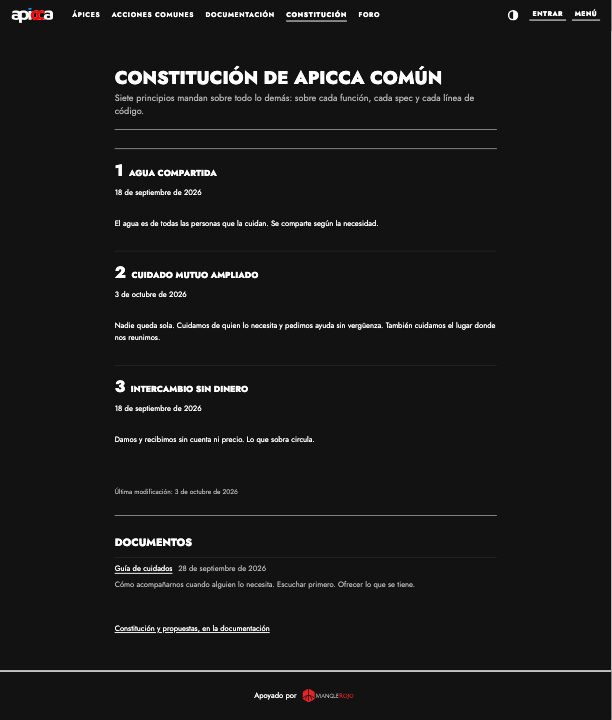 apicca
ÁPICES
ACCIONES COMUNES
DOCUMENTACIÓN
CONSTITUCIÓN
FORO
ENTRAR
MENÚ
CONSTITUCIÓN DE APICCA COMÚN
Siete principios mandan sobre todo lo demás: sobre cada función, cada spec y cada línea de
código.
1 AGUA COMPARTIDA
18 de septiembre de 2026
El agua es de todas las personas que la cuidan. Se comparte según la necesidad.
2 CUIDADO MUTUO AMPLIADO
3 de octubre de 2026
Nadie queda sola. Cuidamos de quien lo necesita y pedimos ayuda sin vergüenza. También cuidamos el lugar donde
nos reunimos.
3 INTERCAMBIO SIN DINERO
18 de septiembre de 2026
Damos y recibimos sin cuenta ni precio. Lo que sobra circula.
Última modificación: 3 de octubre de 2026
DOCUMENTOS
Guía de cuidados 28 de septiembre de 2026
Cómo acompañarnos cuando alguien lo necesita. Escuchar primero. Ofrecer lo que se tiene.
Constitución y propuestas, en la documentación
Apoyado por MANGLEROJO